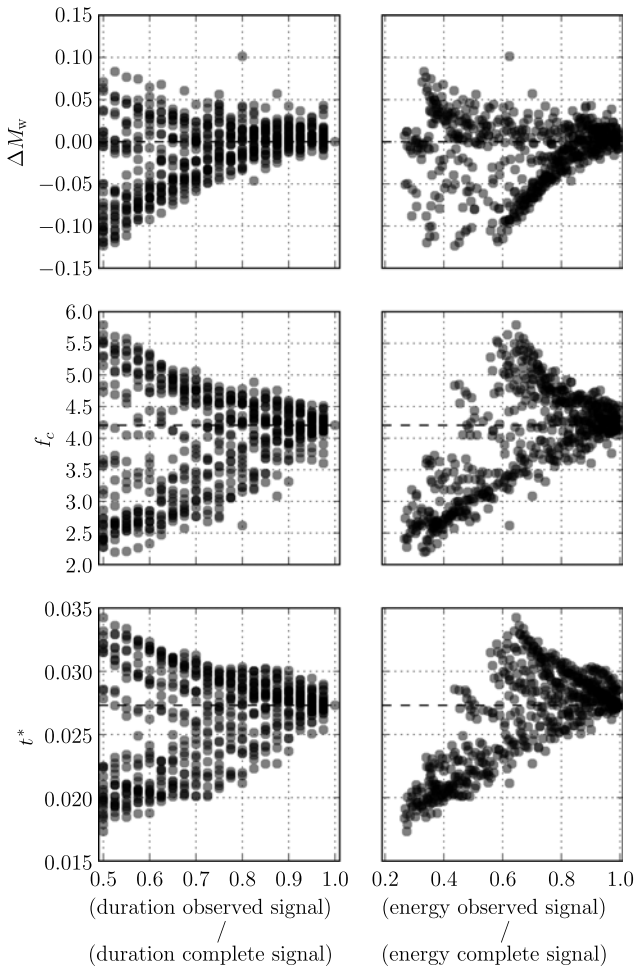 0.15
0.10
0.05
0.00
−0.05
−0.10
−0.15
ΔMw
6.0
5.5
5.0
4.5
4.0
3.5
3.0
2.5
2.0
fc
0.035
0.030
0.025
0.020
0.015
t*
0.5 0.6 0.7 0.8 0.9 1.0
(duration observed signal)
/
(duration complete signal)
0.2 0.4 0.6 0.8 1.0
(energy observed signal)
/
(energy complete signal)